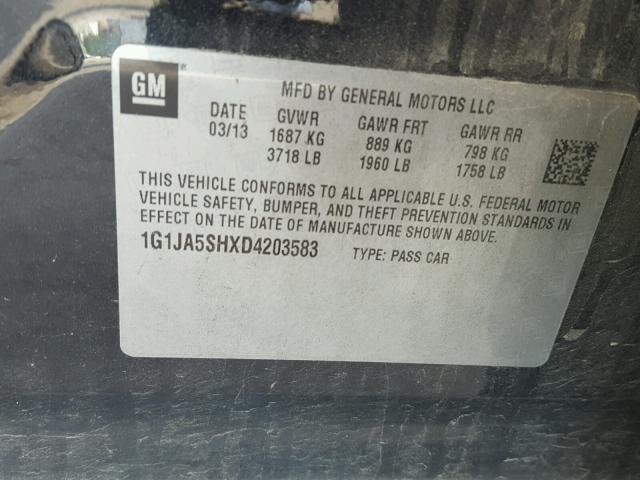 GM
MFD BY GENERAL MOTORS LLC
DATE GVWR GAWR FRT GAWR RR
03/13 1687 KG 889 KG 798 KG
3718 LB 1960 LB 1758 LB
THIS VEHICLE CONFORMS TO ALL APPLICABLE U.S. FEDERAL MOTOR
VEHICLE SAFETY, BUMPER, AND THEFT PREVENTION STANDARDS IN
EFFECT ON THE DATE OF MANUFACTURE SHOWN ABOVE.
1G1JA5SHXD4203583 TYPE: PASS CAR